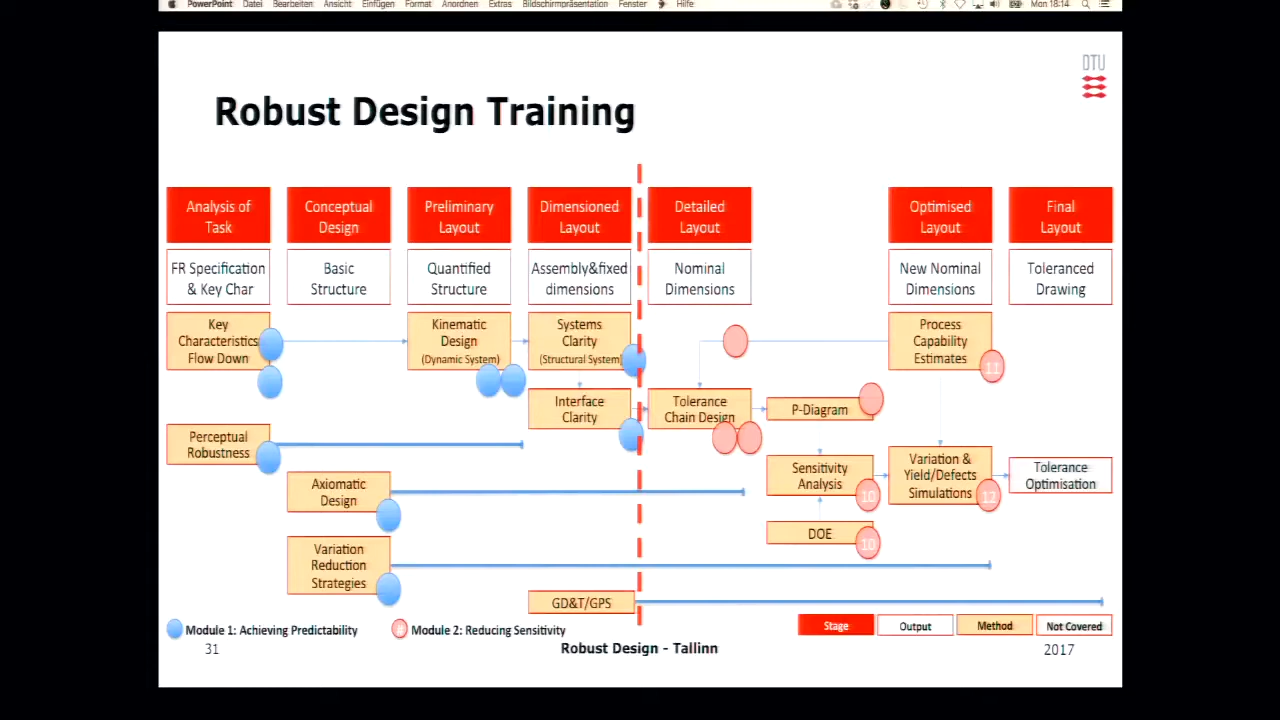 PowerPoint Datei Bearbeiten Ansicht Einfügen Format Anordnen Extras Bildschirmpräsentation Fenster Hilfe Mon 18:14
DTU
Robust Design Training
Analysis of
Task
Conceptual
Design
Preliminary
Layout
Dimensioned
Layout
Detailed
Layout
Optimised
Layout
Final
Layout
FR Specification
& Key Char
Basic
Structure
Quantified
Structure
Assembly&fixed
dimensions
Nominal
Dimensions
New Nominal
Dimensions
Toleranced
Drawing
Key
Characteristics
Flow Down
Kinematic
Design
(Dynamic System)
Systems
Clarity
(Structural System)
Process
Capability
Estimates
11
Interface
Clarity
Tolerance
Chain Design
P-Diagram
Perceptual
Robustness
Sensitivity
Analysis
10
Variation &
Yield/Defects
Simulations
12
Tolerance
Optimisation
Axiomatic
Design
DOE
10
Variation
Reduction
Strategies
GD&T/GPS
Module 1: Achieving Predictability
# Module 2: Reducing Sensitivity
Stage
Output
Method
Not Covered
31
Robust Design - Tallinn
2017